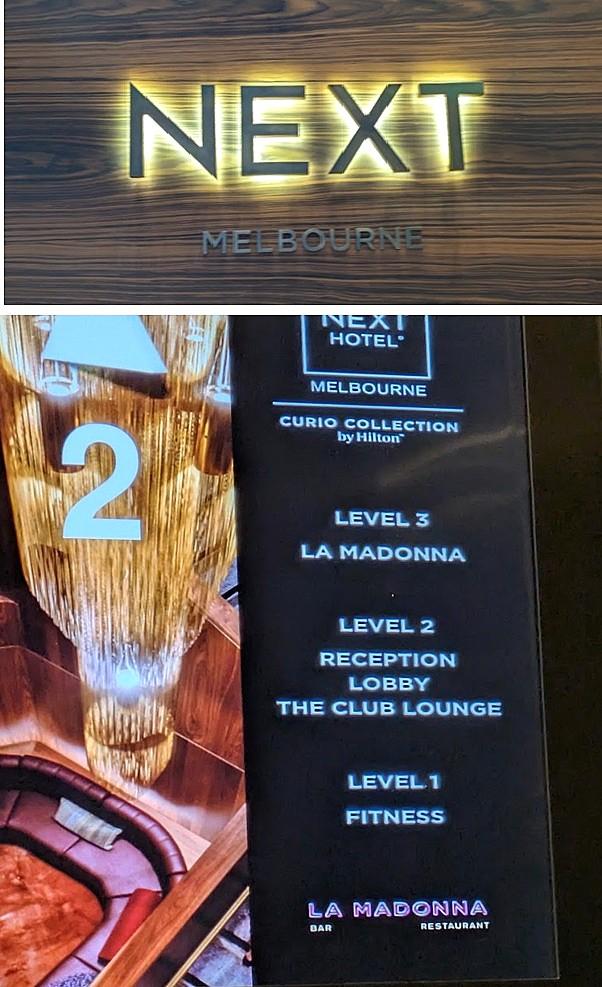 NEXT
MELBOURNE
2
NEXT
HOTEL®
MELBOURNE
CURIO COLLECTION
by Hilton™
LEVEL 3
LA MADONNA
LEVEL 2
RECEPTION
LOBBY
THE CLUB LOUNGE
LEVEL 1
FITNESS
LA MADONNA
BAR RESTAURANT